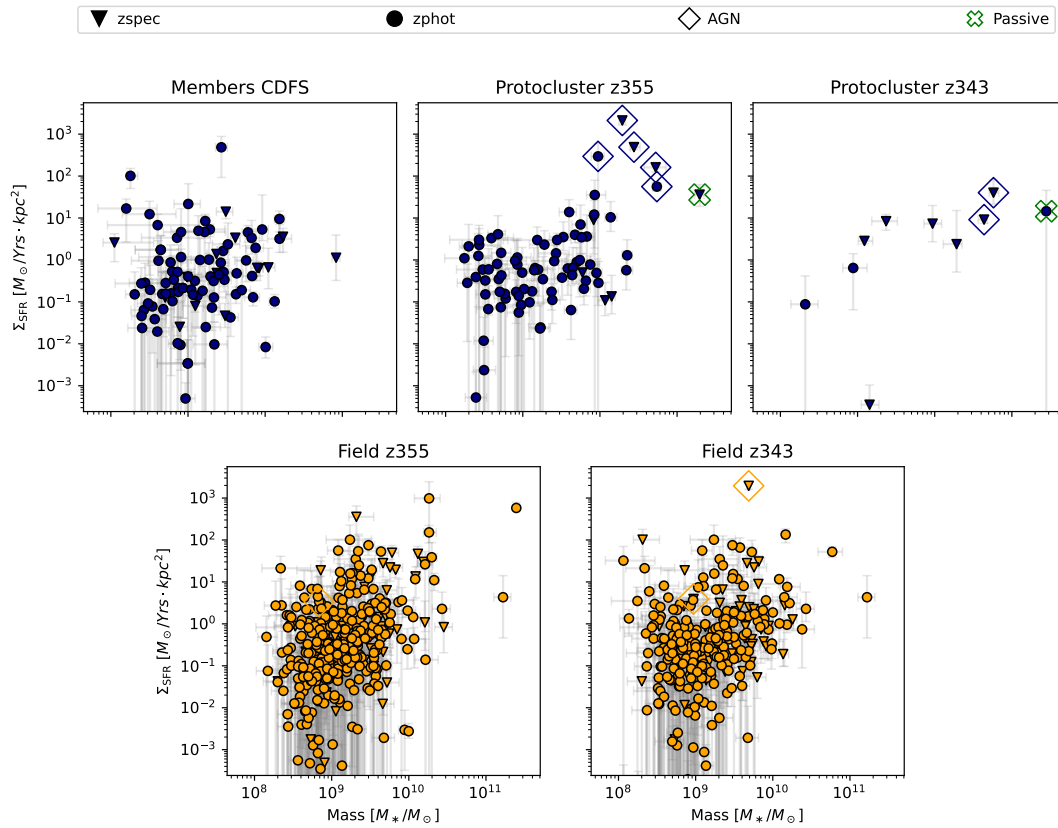 zspec zphot AGN Passive
Members CDFS Protocluster z355 Protocluster z343
10³
10²
10¹
10⁰
10⁻¹
10⁻²
10⁻³
Σ_SFR [M_⊙/Yrs · kpc²]
Field z355 Field z343
10³
10²
10¹
10⁰
10⁻¹
10⁻²
10⁻³
Σ_SFR [M_⊙/Yrs · kpc²]
10⁸ 10⁹ 10¹⁰ 10¹¹ 10⁸ 10⁹ 10¹⁰ 10¹¹
Mass [M_*/M_⊙] Mass [M_*/M_⊙]